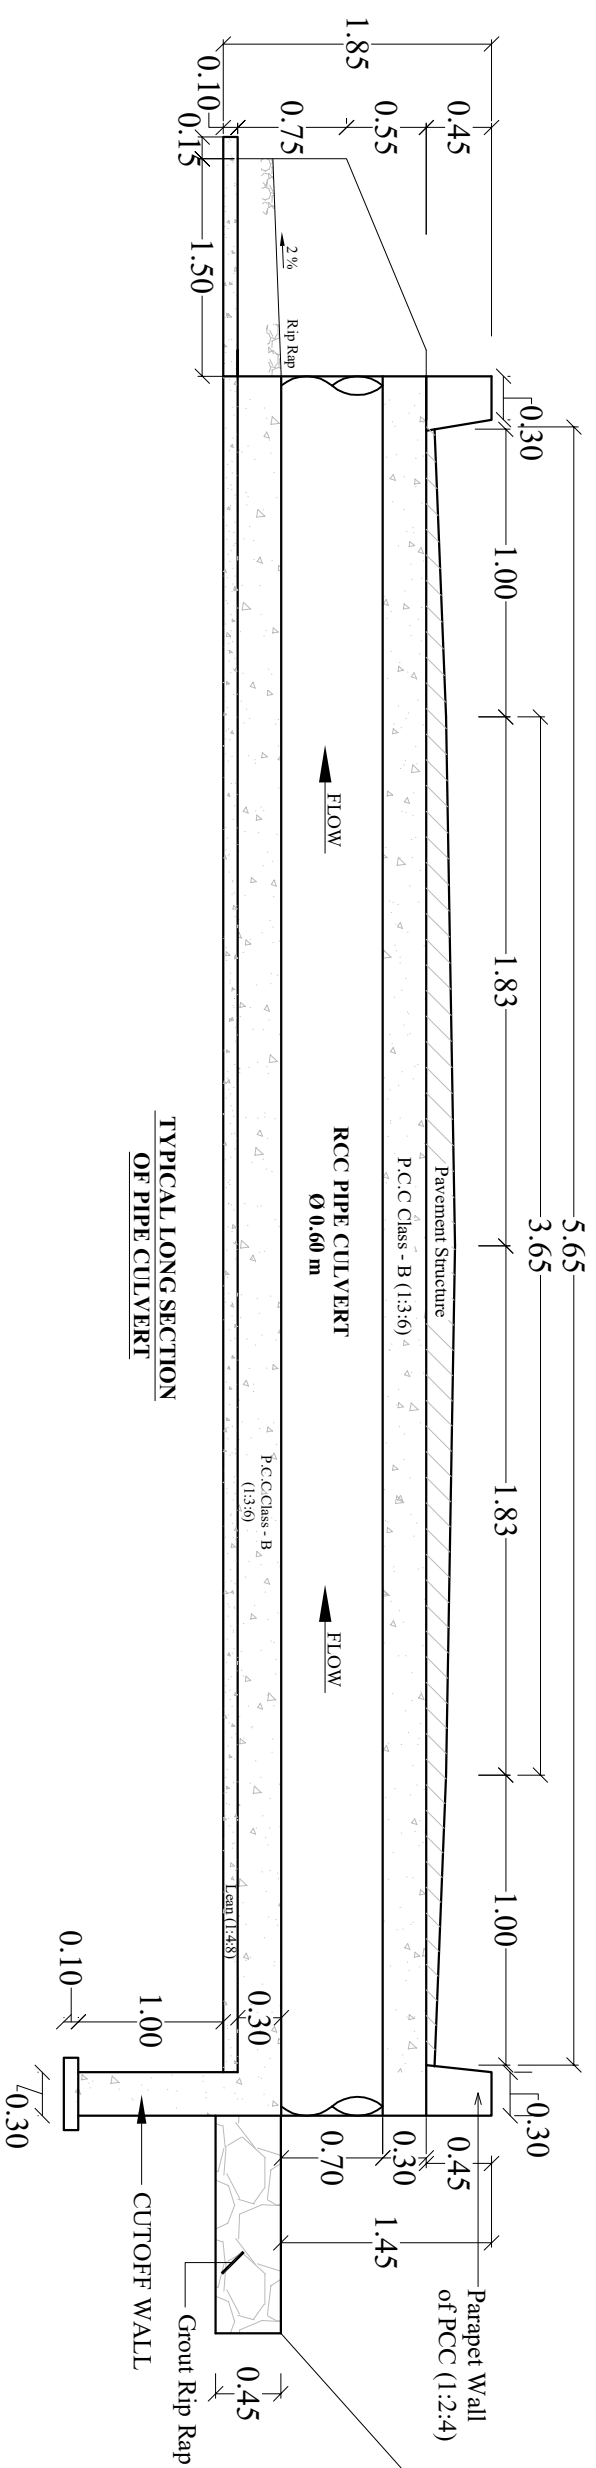 5.65
3.65
0.30
1.00
1.83
1.83
1.00
0.30
1.85
0.45
0.55
0.75
0.10
0.15
1.50
2%
Rip Rap
Pavement Structure
P.C.C Class - B (1:3:6)
RCC PIPE CULVERT
Ø 0.60 m
FLOW
FLOW
P.C.C.Class - B
(1:3:6)
Lean (1:4:8)
0.30
1.00
0.10
0.30
0.45
0.30
0.70
1.45
Parapet Wall
of PCC (1:2:4)
0.45
Grout Rip Rap
CUTOFF WALL
TYPICAL LONG SECTION
OF PIPE CULVERT